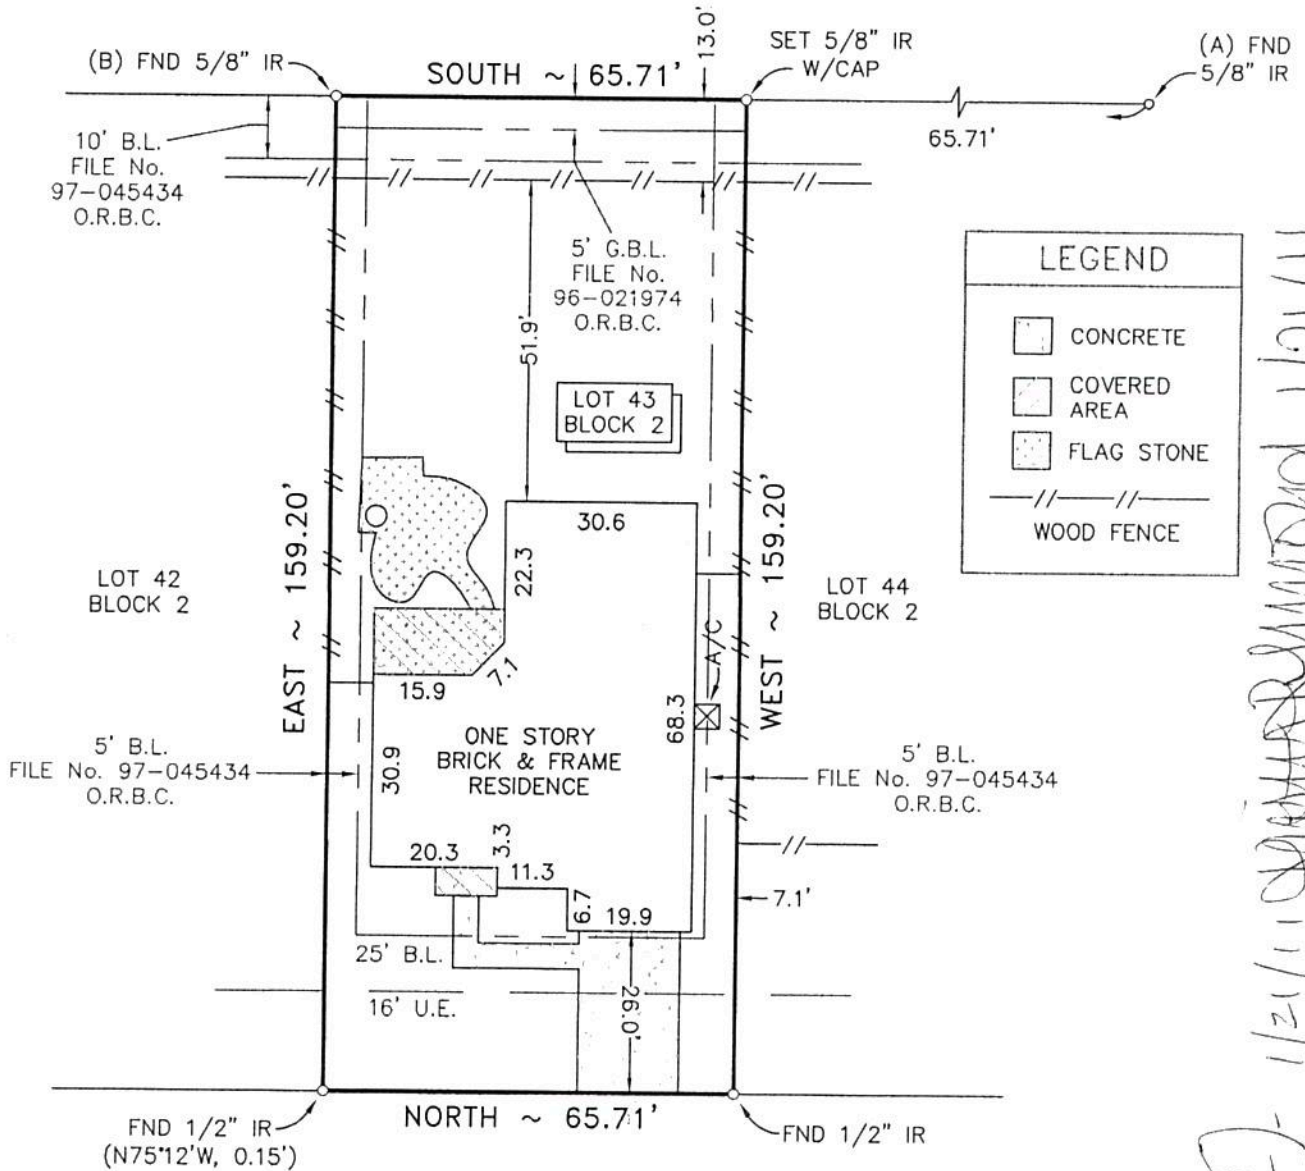 (B) FND 5/8" IR
SOUTH ~ 65.71'
13.0'
SET 5/8" IR
W/CAP
(A) FND
5/8" IR
65.71'
10' B.L.
FILE No.
97-045434
O.R.B.C.
5' G.B.L.
FILE No.
96-021974
O.R.B.C.
51.9'
LOT 43
BLOCK 2
LEGEND
CONCRETE
COVERED
AREA
FLAG STONE
WOOD FENCE
30.6
22.3
EAST ~ 159.20'
WEST ~ 159.20'
LOT 42
BLOCK 2
LOT 44
BLOCK 2
A/C
7.1
15.9
68.3
ONE STORY
BRICK & FRAME
RESIDENCE
30.9
5' B.L.
FILE No. 97-045434
O.R.B.C.
5' B.L.
FILE No. 97-045434
O.R.B.C.
20.3
3.3
11.3
6.7
19.9
7.1'
25' B.L.
16' U.E.
26.0'
NORTH ~ 65.71'
FND 1/2" IR
(N75°12'W, 0.15')
FND 1/2" IR
1/21/11